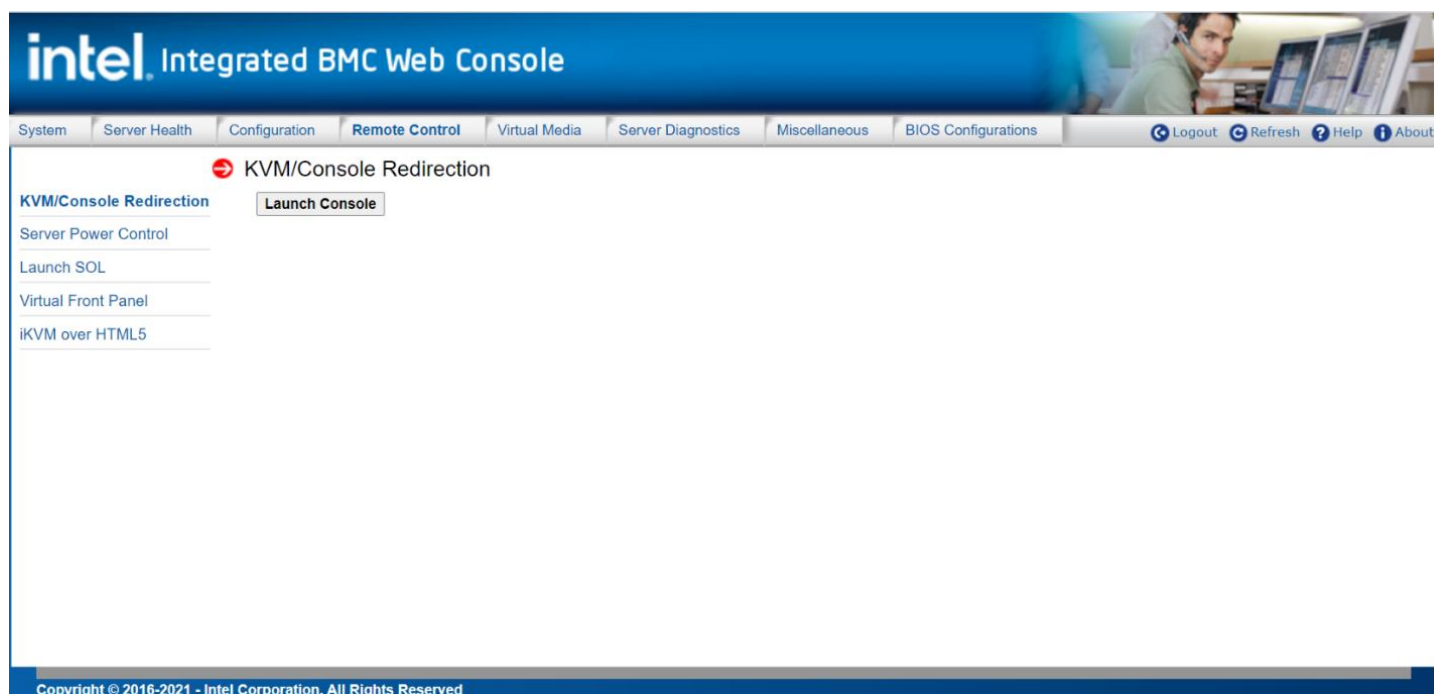 intel. Integrated BMC Web Console
System Server Health Configuration Remote Control Virtual Media Server Diagnostics Miscellaneous BIOS Configurations Logout Refresh Help About
KVM/Console Redirection
KVM/Console Redirection Launch Console
Server Power Control
Launch SOL
Virtual Front Panel
iKVM over HTML5
Copyright © 2016-2021 - Intel Corporation. All Rights Reserved